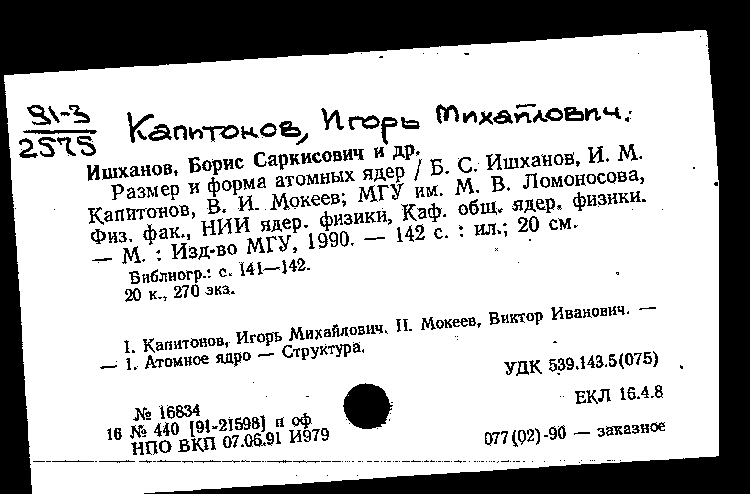 91-3
2575
Капитонов, Игорь Михайлович.
Ишханов, Борис Саркисович и др.
Размер и форма атомных ядер / Б. С. Ишханов, И. М.
Капитонов, В. И. Мокеев; МГУ им. М. В. Ломоносова,
Физ. фак., НИИ ядер. физики, Каф. общ. ядер. физики.
— М. : Изд-во МГУ, 1990. — 142 с. : ил.; 20 см.
Библиогр.: с. 141—142.
20 к., 270 экз.
I. Капитонов, Игорь Михайлович. II. Мокеев, Виктор Иванович. —
— 1. Атомное ядро — Структура.
УДК 539.143.5(075)
ЕКЛ 16.4.8
№ 16834
16 № 440 [91-21598] п оф
НПО ВКП 07.06.91 И979
077(02)-90 — заказное